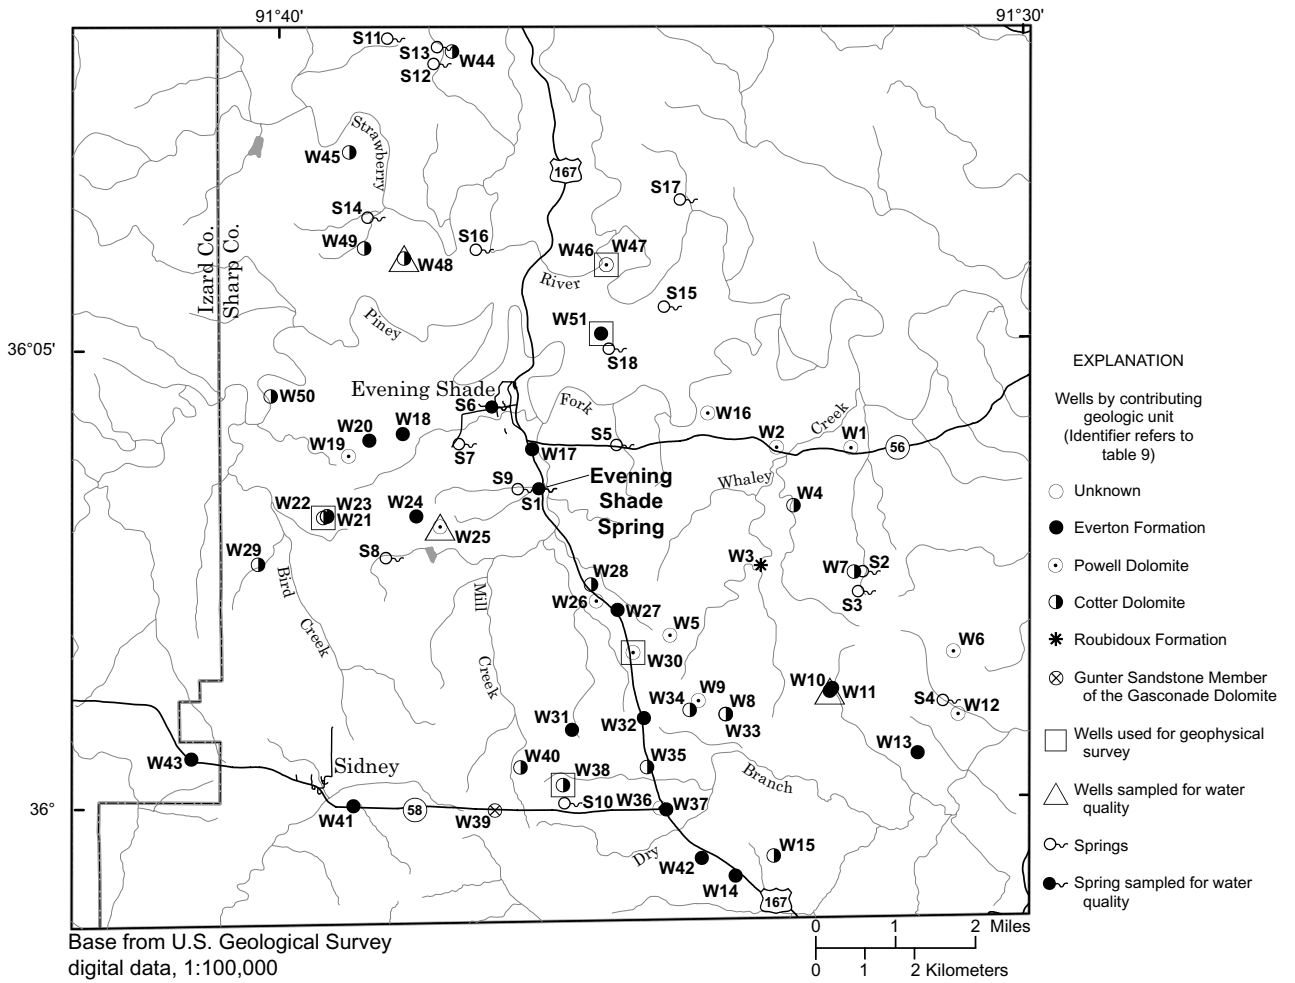 91°40'
91°30'
S11
S13
W44
S12
Strawberry
W45
167
S17
S14
W49
S16
W46
W47
W48
Izard Co.
Sharp Co.
River
S15
Piney
W51
S18
36°05'
Evening Shade
W50
S6
Fork
W16
Creek
W20
W18
W19
S7
S5
W2
W1
56
W17
S9
S1
Evening
Shade
Spring
Whaley
W4
W22
W23
W21
W24
W25
W29
S8
W3
W7
S2
S3
Bird
Creek
Mill
Creek
W28
W26
W27
W5
W6
W30
W10
W11
W34
W9
W8
W33
S4
W12
W31
W32
W13
W43
Sidney
W40
W35
W38
Branch
S10
W36
W37
36°
W41
58
W39
Dry
W42
W15
W14
167
EXPLANATION
Wells by contributing
geologic unit
(Identifier refers to
table 9)
Unknown
Everton Formation
Powell Dolomite
Cotter Dolomite
Roubidoux Formation
Gunter Sandstone Member
of the Gasconade Dolomite
Wells used for geophysical
survey
Wells sampled for water
quality
Springs
Spring sampled for water
quality
0 1 2 Miles
0 1 2 Kilometers
Base from U.S. Geological Survey
digital data, 1:100,000